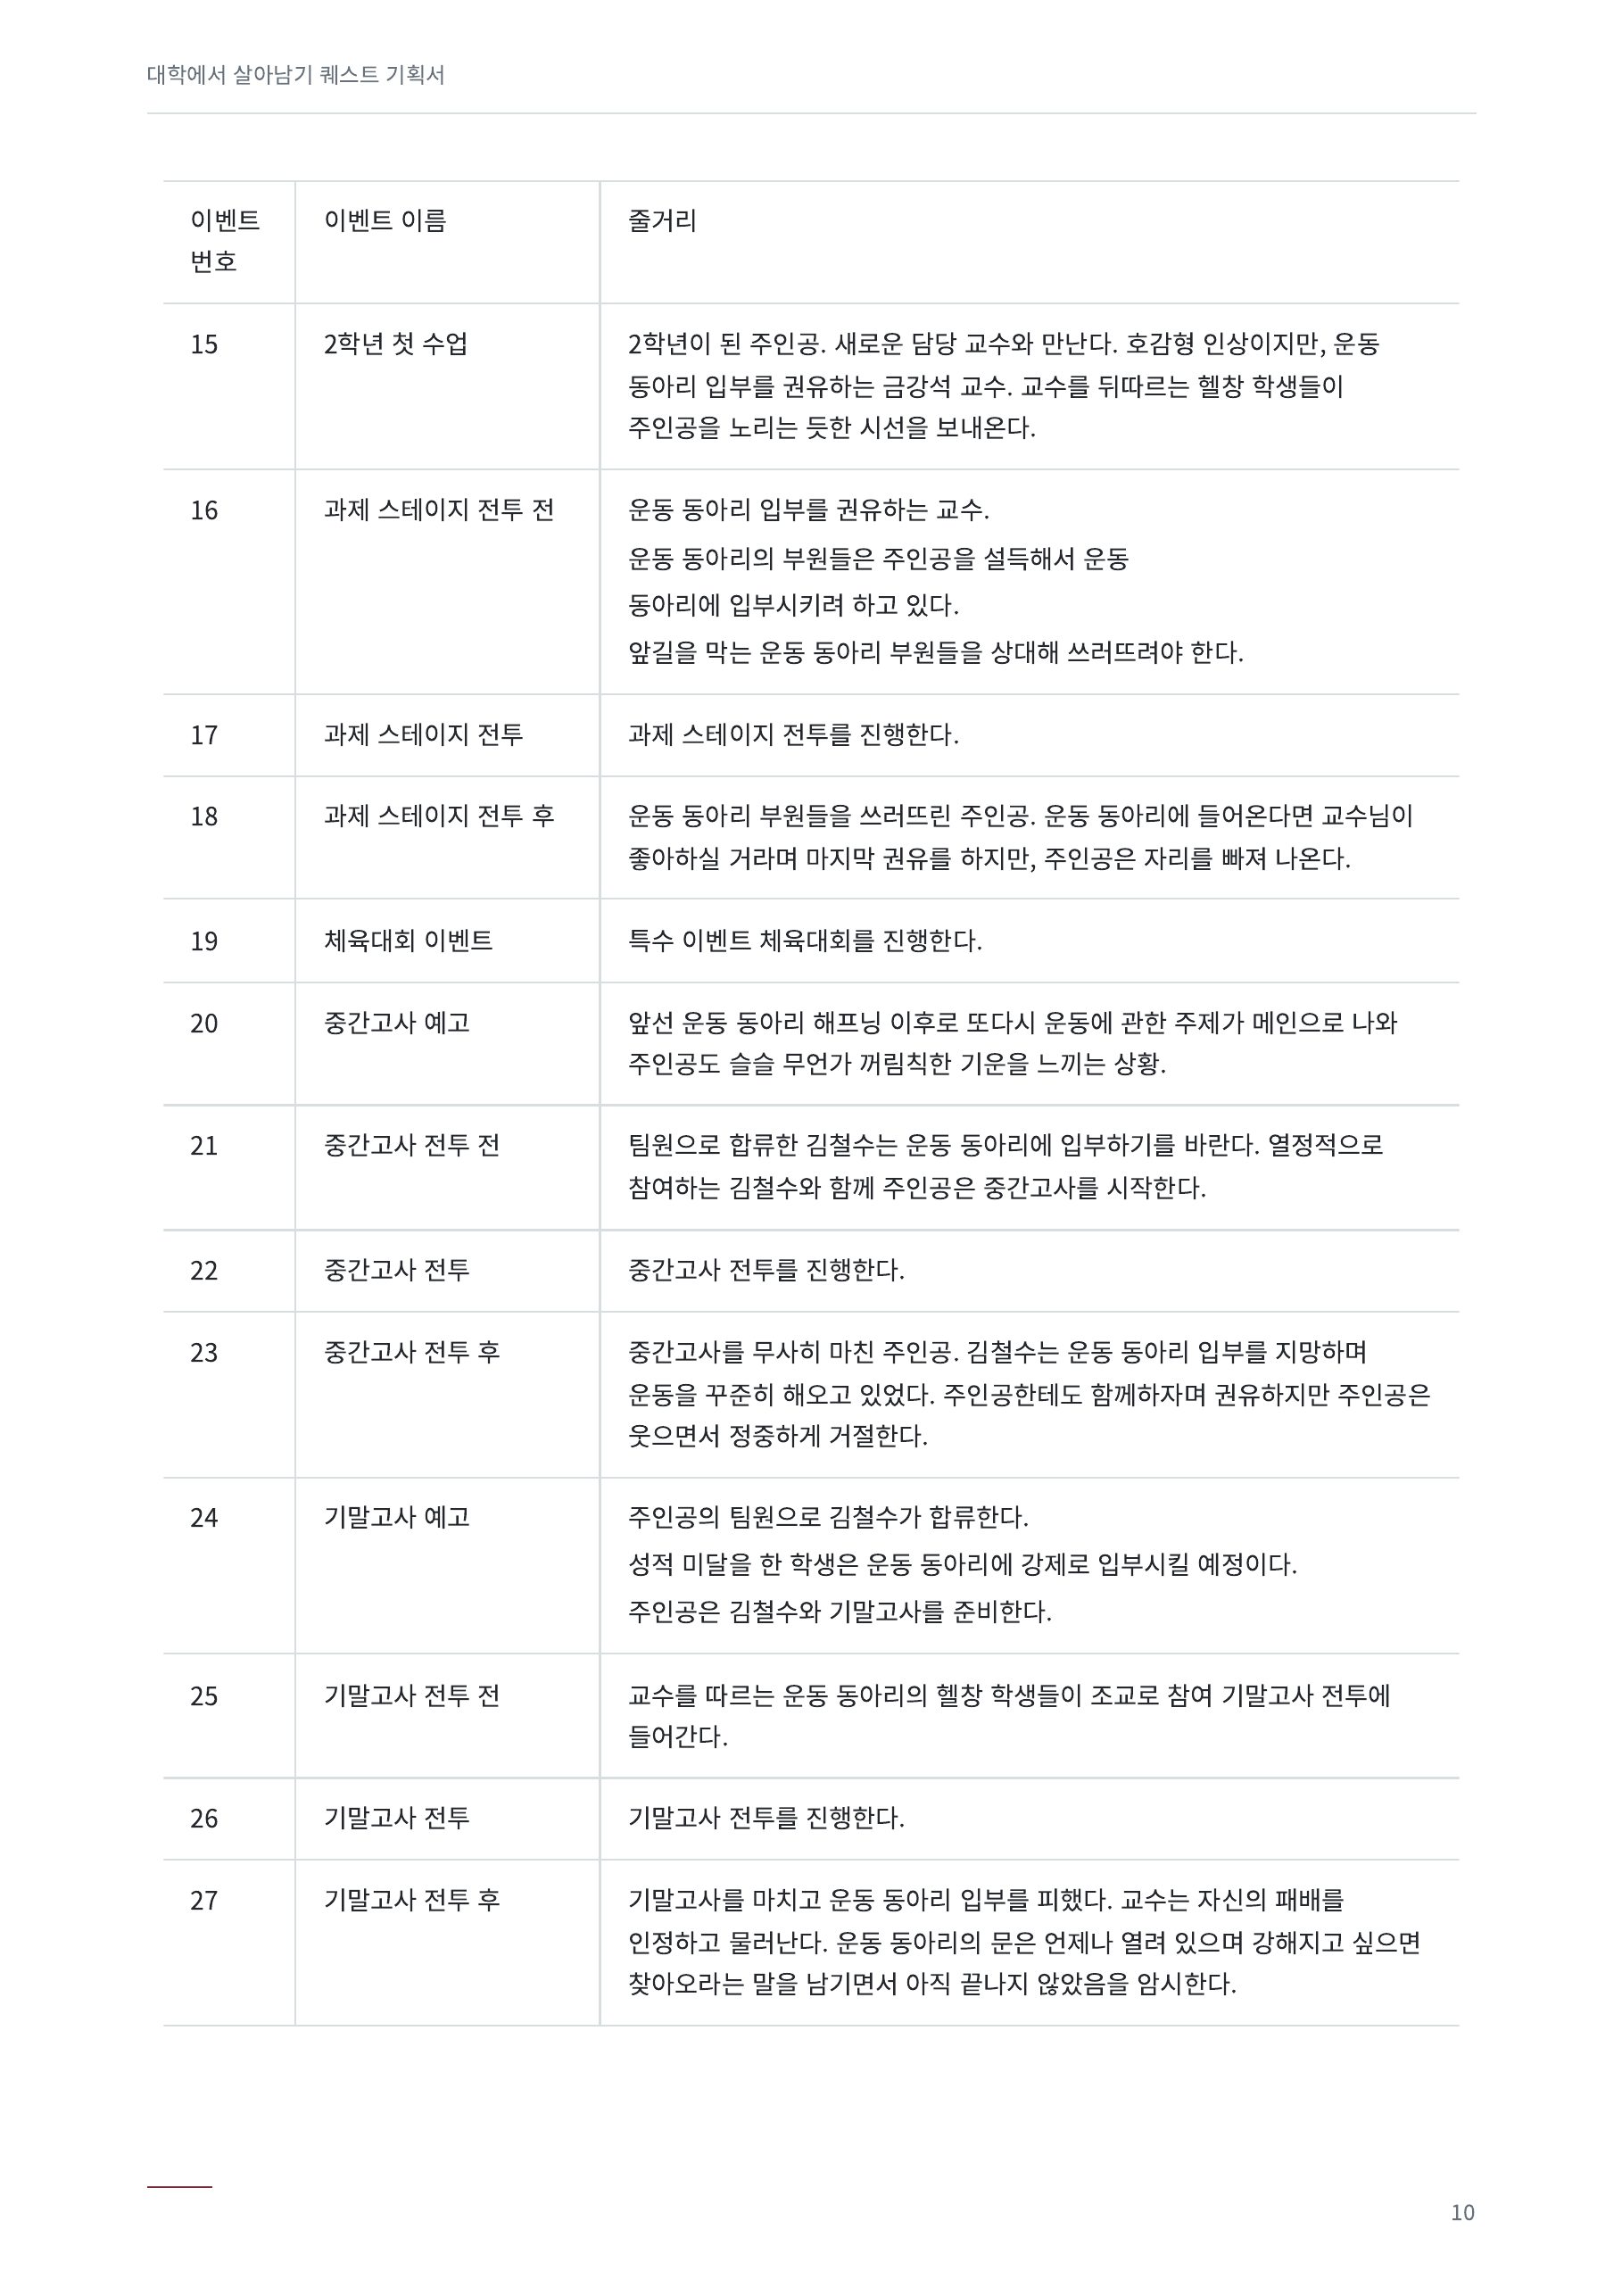 대학에서 살아남기 퀘스트 기획서
이벤트
번호
이벤트 이름
줄거리
15
2학년 첫 수업
2학년이 된 주인공. 새로운 담당 교수와 만난다. 호감형 인상이지만, 운동
동아리 입부를 권유하는 금강석 교수. 교수를 뒤따르는 헬창 학생들이
주인공을 노리는 듯한 시선을 보내온다.
16
과제 스테이지 전투 전
운동 동아리 입부를 권유하는 교수.
운동 동아리의 부원들은 주인공을 설득해서 운동
동아리에 입부시키려 하고 있다.
앞길을 막는 운동 동아리 부원들을 상대해 쓰러뜨려야 한다.
17
과제 스테이지 전투
과제 스테이지 전투를 진행한다.
18
과제 스테이지 전투 후
운동 동아리 부원들을 쓰러뜨린 주인공. 운동 동아리에 들어온다면 교수님이
좋아하실 거라며 마지막 권유를 하지만, 주인공은 자리를 빠져 나온다.
19
체육대회 이벤트
특수 이벤트 체육대회를 진행한다.
20
중간고사 예고
앞선 운동 동아리 해프닝 이후로 또다시 운동에 관한 주제가 메인으로 나와
주인공도 슬슬 무언가 꺼림칙한 기운을 느끼는 상황.
21
중간고사 전투 전
팀원으로 합류한 김철수는 운동 동아리에 입부하기를 바란다. 열정적으로
참여하는 김철수와 함께 주인공은 중간고사를 시작한다.
22
중간고사 전투
중간고사 전투를 진행한다.
23
중간고사 전투 후
중간고사를 무사히 마친 주인공. 김철수는 운동 동아리 입부를 지망하며
운동을 꾸준히 해오고 있었다. 주인공한테도 함께하자며 권유하지만 주인공은
웃으면서 정중하게 거절한다.
24
기말고사 예고
주인공의 팀원으로 김철수가 합류한다.
성적 미달을 한 학생은 운동 동아리에 강제로 입부시킬 예정이다.
주인공은 김철수와 기말고사를 준비한다.
25
기말고사 전투 전
교수를 따르는 운동 동아리의 헬창 학생들이 조교로 참여 기말고사 전투에
들어간다.
26
기말고사 전투
기말고사 전투를 진행한다.
27
기말고사 전투 후
기말고사를 마치고 운동 동아리 입부를 피했다. 교수는 자신의 패배를
인정하고 물러난다. 운동 동아리의 문은 언제나 열려 있으며 강해지고 싶으면
찾아오라는 말을 남기면서 아직 끝나지 않았음을 암시한다.
10